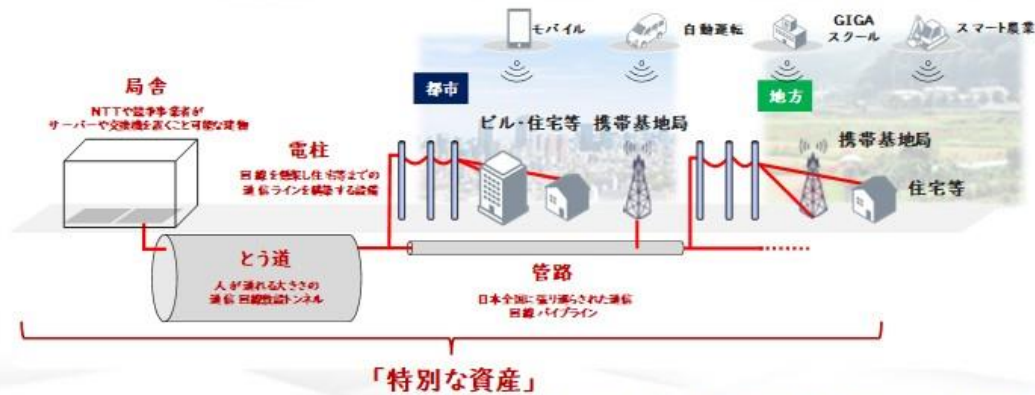 モバイル
自動運転
GIGA
スクール
スマート農業
都市
地方
局舎
NTTや競争事業者が
サーバーや交換機を置くこと可能な建物
電柱
回線を懸架し住宅等までの
通信ラインを構築する設備
ビル・住宅等
携帯基地局
携帯基地局
住宅等
とう道
人が通れる大きさの
通信回線敷設トンネル
管路
日本全国に張り巡らされた通信
回線パイプライン
「特別な資産」